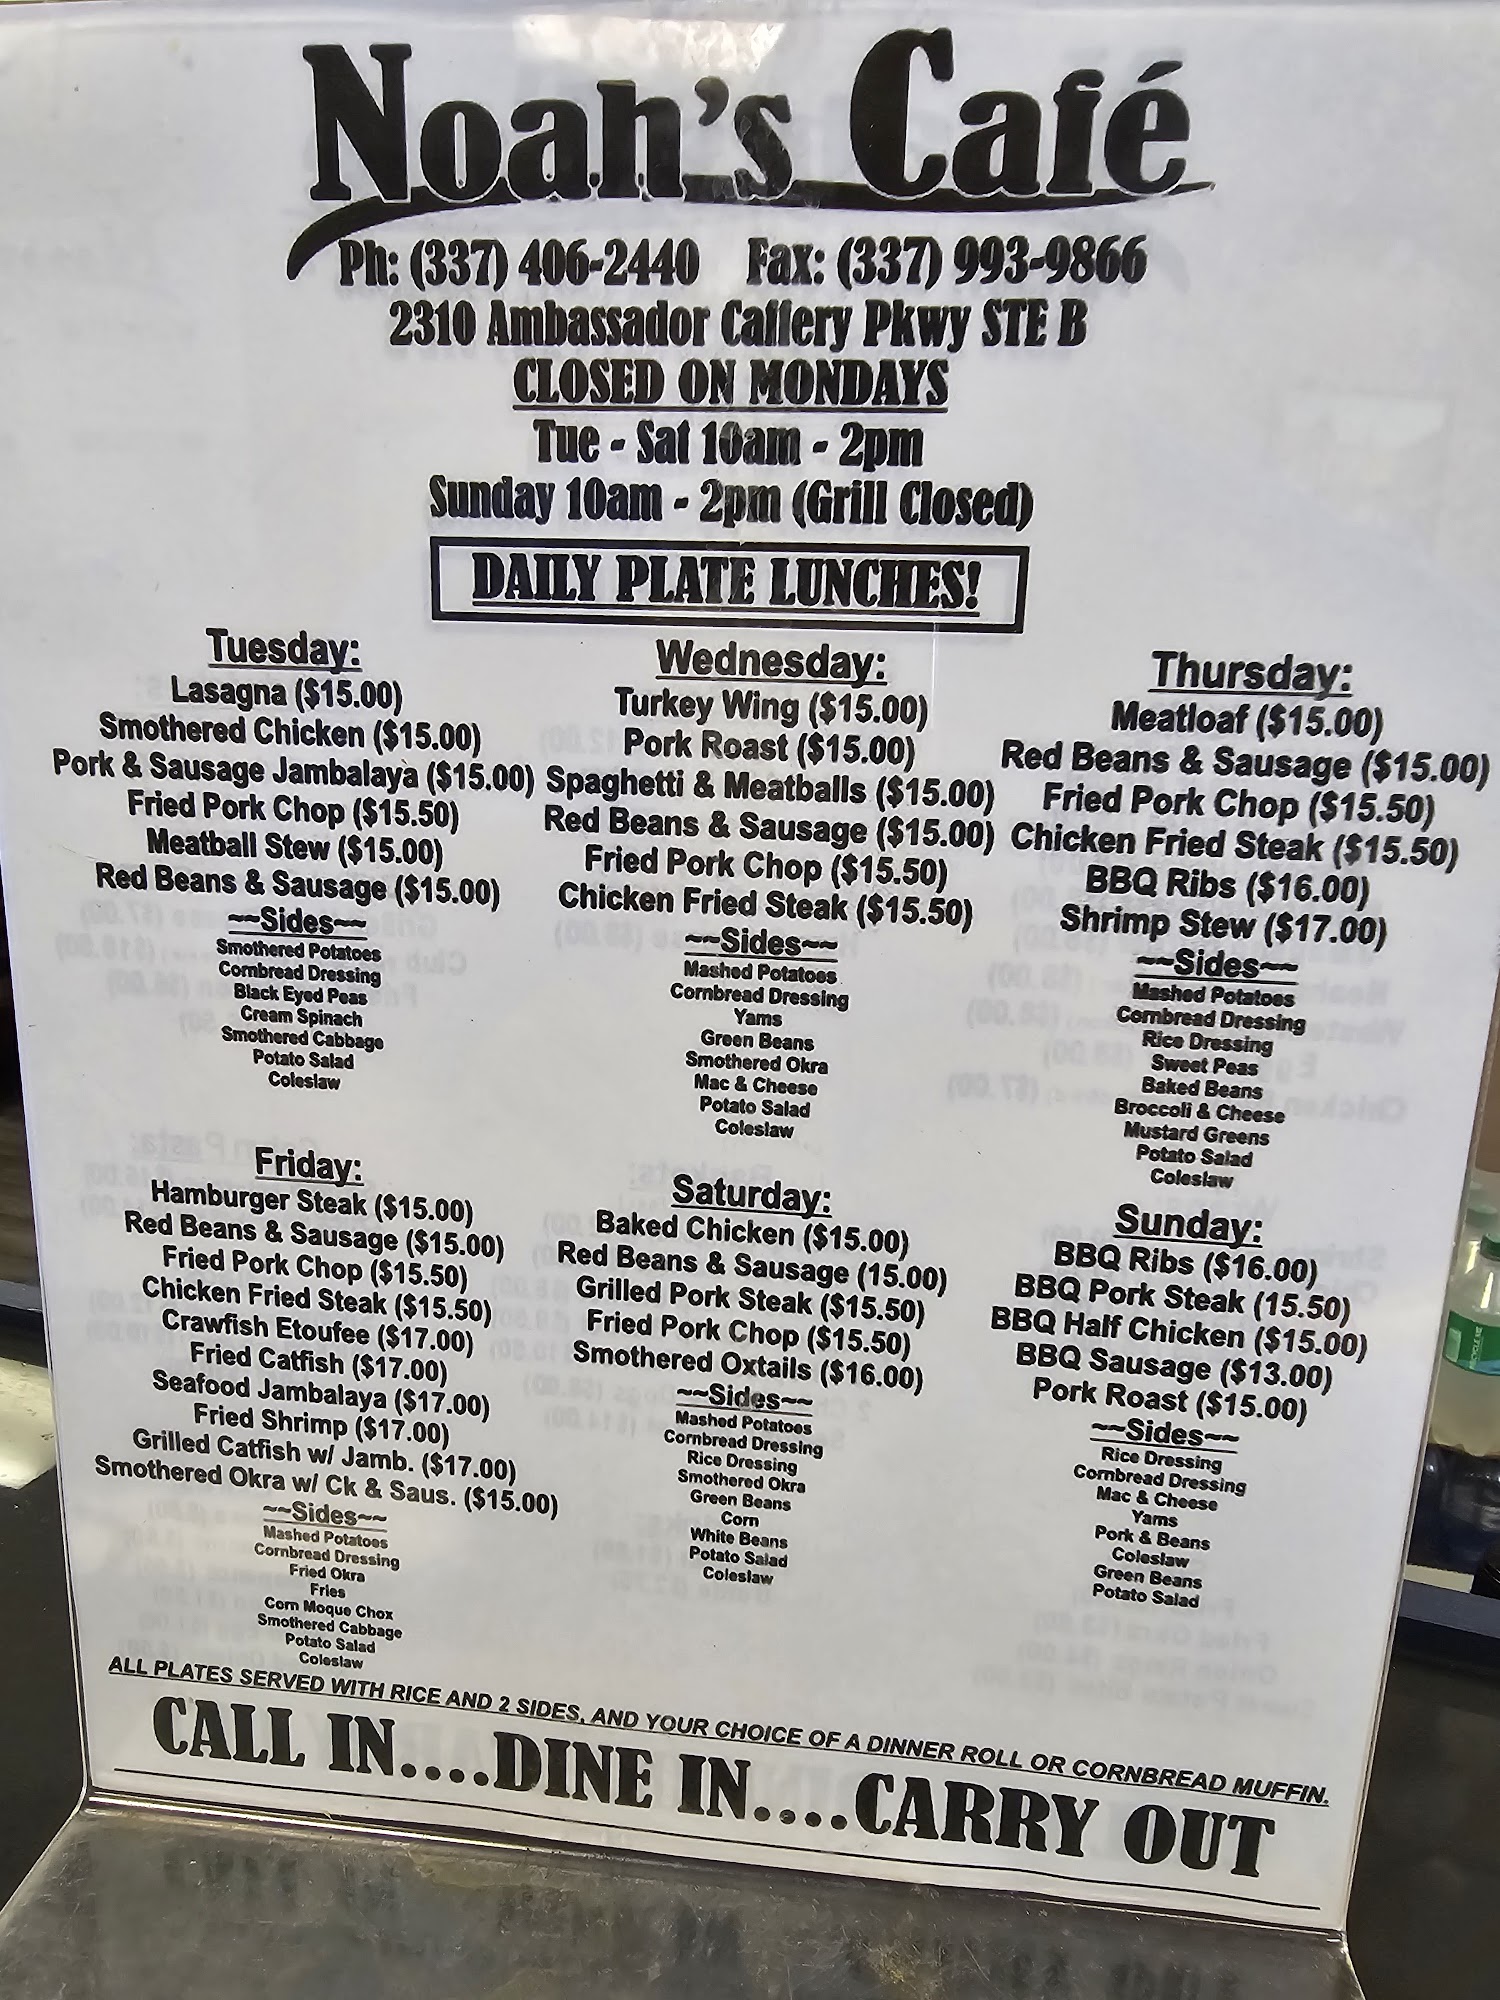 Noah's Café
Ph: (337) 406-2440 Fax: (337) 993-9866
2310 Ambassador Caffery Pkwy STE B
CLOSED ON MONDAYS
Tue - Sat 10am - 2pm
Sunday 10am - 2pm (Grill Closed)
DAILY PLATE LUNCHES!
Tuesday:
Lasagna ($15.00)
Smothered Chicken ($15.00)
Pork & Sausage Jambalaya ($15.00)
Fried Pork Chop ($15.50)
Meatball Stew ($15.00)
Red Beans & Sausage ($15.00)
~~Sides~~
Smothered Potatoes
Cornbread Dressing
Black Eyed Peas
Cream Spinach
Smothered Cabbage
Potato Salad
Coleslaw
Wednesday:
Turkey Wing ($15.00)
Pork Roast ($15.00)
Spaghetti & Meatballs ($15.00)
Red Beans & Sausage ($15.00)
Fried Pork Chop ($15.50)
Chicken Fried Steak ($15.50)
~~Sides~~
Mashed Potatoes
Cornbread Dressing
Yams
Green Beans
Smothered Okra
Mac & Cheese
Potato Salad
Coleslaw
Thursday:
Meatloaf ($15.00)
Red Beans & Sausage ($15.00)
Fried Pork Chop ($15.50)
Chicken Fried Steak ($15.50)
BBQ Ribs ($16.00)
Shrimp Stew ($17.00)
~~Sides~~
Mashed Potatoes
Cornbread Dressing
Rice Dressing
Sweet Peas
Baked Beans
Broccoli & Cheese
Mustard Greens
Potato Salad
Coleslaw
Friday:
Hamburger Steak ($15.00)
Red Beans & Sausage ($15.00)
Fried Pork Chop ($15.50)
Chicken Fried Steak ($15.50)
Crawfish Etoufee ($17.00)
Fried Catfish ($17.00)
Seafood Jambalaya ($17.00)
Fried Shrimp ($17.00)
Grilled Catfish w/ Jamb. ($17.00)
Smothered Okra w/ Ck & Saus. ($15.00)
~~Sides~~
Mashed Potatoes
Cornbread Dressing
Fried Okra
Fries
Corn Moque Chox
Smothered Cabbage
Potato Salad
Coleslaw
Saturday:
Baked Chicken ($15.00)
Red Beans & Sausage (15.00)
Grilled Pork Steak ($15.50)
Fried Pork Chop ($15.50)
Smothered Oxtails ($16.00)
~~Sides~~
Mashed Potatoes
Cornbread Dressing
Rice Dressing
Smothered Okra
Green Beans
Corn
White Beans
Potato Salad
Coleslaw
Sunday:
BBQ Ribs ($16.00)
BBQ Pork Steak (15.50)
BBQ Half Chicken ($15.00)
BBQ Sausage ($13.00)
Pork Roast ($15.00)
~~Sides~~
Rice Dressing
Cornbread Dressing
Mac & Cheese
Yams
Pork & Beans
Coleslaw
Green Beans
Potato Salad
ALL PLATES SERVED WITH RICE AND 2 SIDES, AND YOUR CHOICE OF A DINNER ROLL OR CORNBREAD MUFFIN.
CALL IN....DINE IN....CARRY OUT